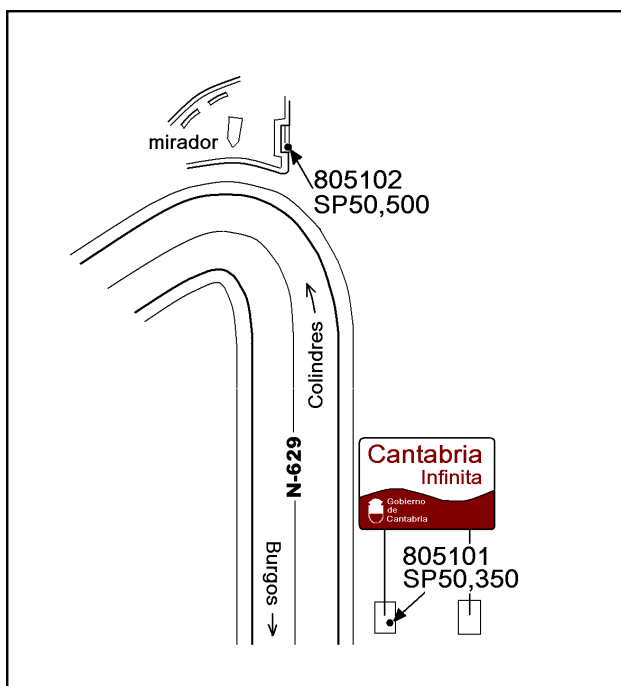 mirador
805102
SP50,500
Colindres →
N-629
Burgos →
Cantabria
Infinita
Gobierno
de
Cantabria
805101
SP50,350